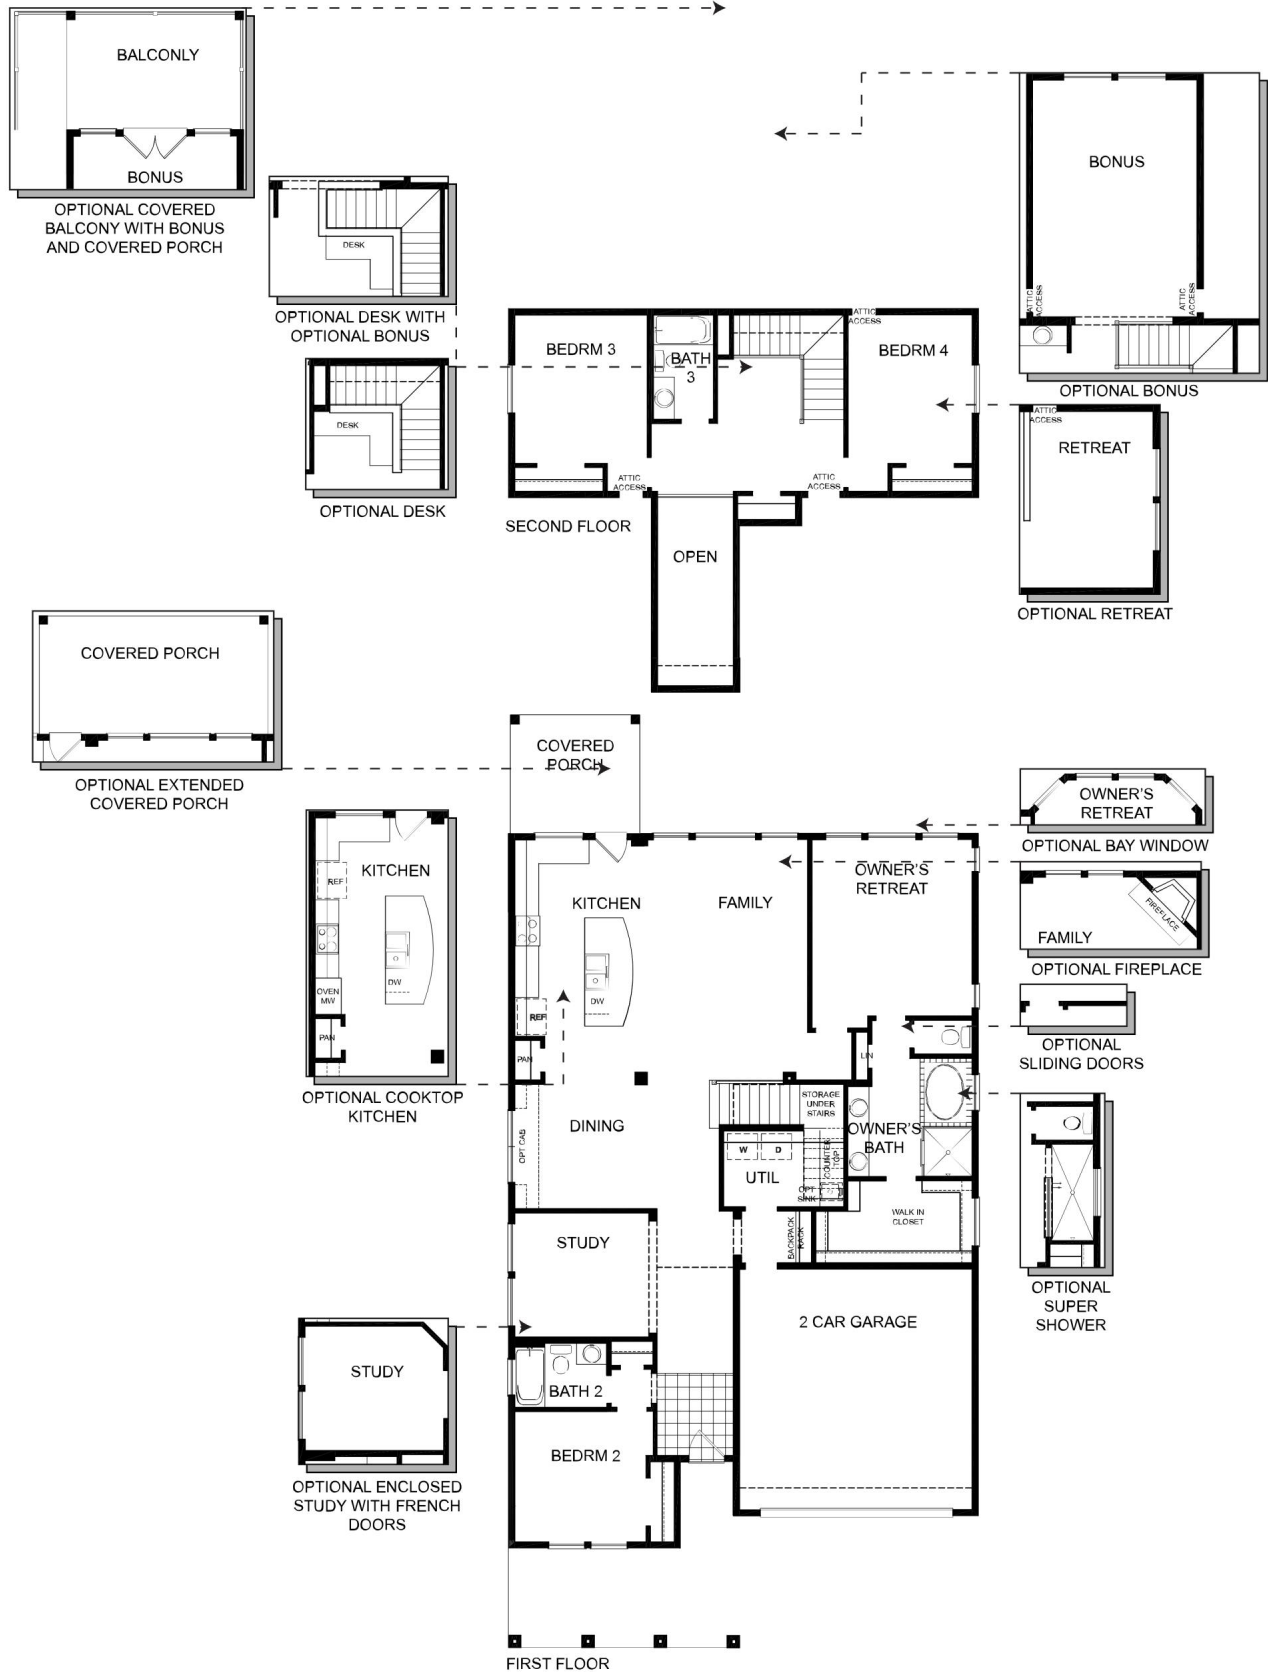 BALCONLY
BONUS
OPTIONAL COVERED
BALCONY WITH BONUS
AND COVERED PORCH
DESK
OPTIONAL DESK WITH
OPTIONAL BONUS
DESK
OPTIONAL DESK
BONUS
ATTIC
ACCESS
ATTIC
ACCESS
OPTIONAL BONUS
ATTIC
ACCESS
RETREAT
OPTIONAL RETREAT
BEDRM 3
BATH
3
ATTIC
ACCESS
BEDRM 4
ATTIC
ACCESS
ATTIC
ACCESS
SECOND FLOOR
OPEN
COVERED PORCH
OPTIONAL EXTENDED
COVERED PORCH
COVERED
PORCH
KITCHEN
REF
DW
OVEN
MW
PAN
OPTIONAL COOKTOP
KITCHEN
OWNER'S
RETREAT
OPTIONAL BAY WINDOW
FIREPLACE
FAMILY
OPTIONAL FIREPLACE
OPTIONAL
SLIDING DOORS
OPTIONAL
SUPER
SHOWER
KITCHEN
FAMILY
OWNER'S
RETREAT
DW
REF
PAN
LIN
DINING
OPT CAB
STORAGE
UNDER
STAIRS
W
D
COUNTER
TOP
UTIL
OPT
SINK
OWNER'S
BATH
WALK IN
CLOSET
BACKPACK
RACK
STUDY
2 CAR GARAGE
BATH 2
BEDRM 2
STUDY
OPTIONAL ENCLOSED
STUDY WITH FRENCH
DOORS
FIRST FLOOR